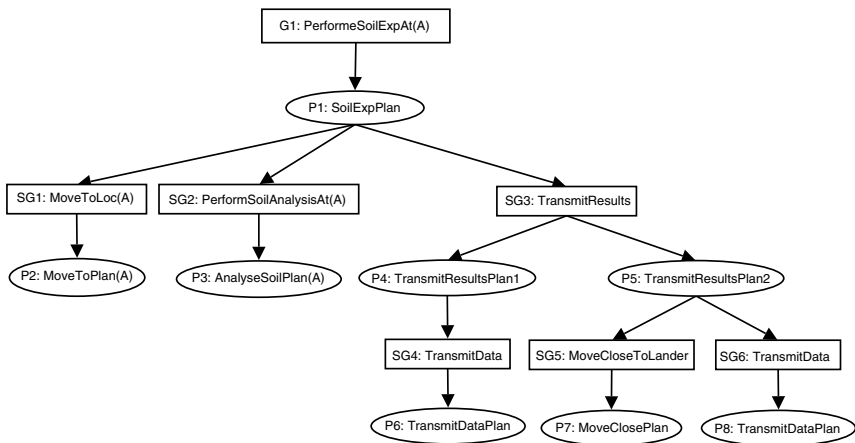 G1: PerformeSoilExpAt(A)
P1: SoilExpPlan
SG1: MoveToLoc(A)
SG2: PerformSoilAnalysisAt(A)
SG3: TransmitResults
P2: MoveToPlan(A)
P3: AnalyseSoilPlan(A)
P4: TransmitResultsPlan1
P5: TransmitResultsPlan2
SG4: TransmitData
SG5: MoveCloseToLander
SG6: TransmitData
P6: TransmitDataPlan
P7: MoveClosePlan
P8: TransmitDataPlan